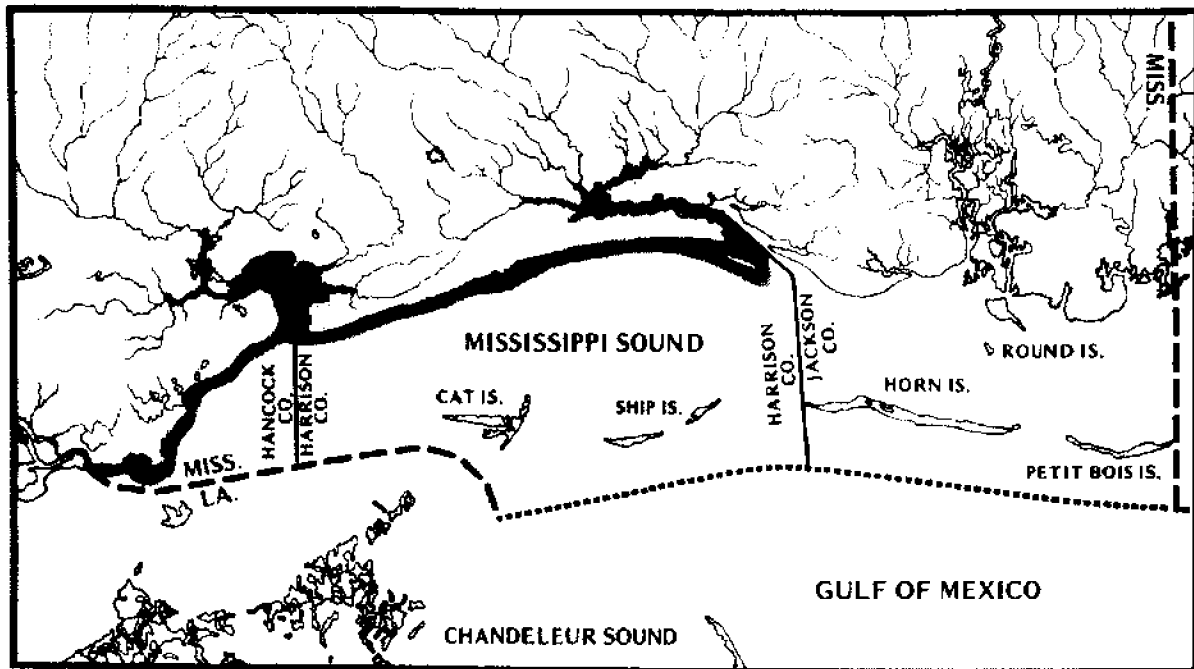 MISS.
MISSISSIPPI SOUND
ROUND IS.
HANCOCK
CO.
HARRISON
CO.
CAT IS.
SHIP IS.
HARRISON
CO.
JACKSON
CO.
HORN IS.
MISS.
LA.
PETIT BOIS IS.
GULF OF MEXICO
CHANDELEUR SOUND